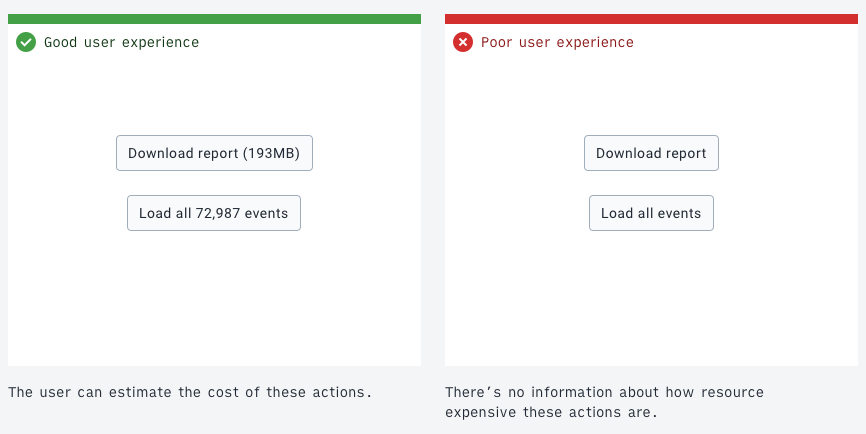 Good user experience
Download report (193MB)
Load all 72,987 events
The user can estimate the cost of these actions.
Poor user experience
Download report
Load all events
There's no information about how resource
expensive these actions are.